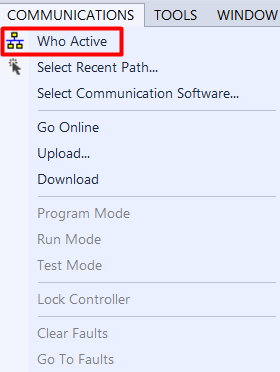 COMMUNICATIONS TOOLS WINDOW
Who Active
Select Recent Path...
Select Communication Software...
Go Online
Upload...
Download
Program Mode
Run Mode
Test Mode
Lock Controller
Clear Faults
Go To Faults